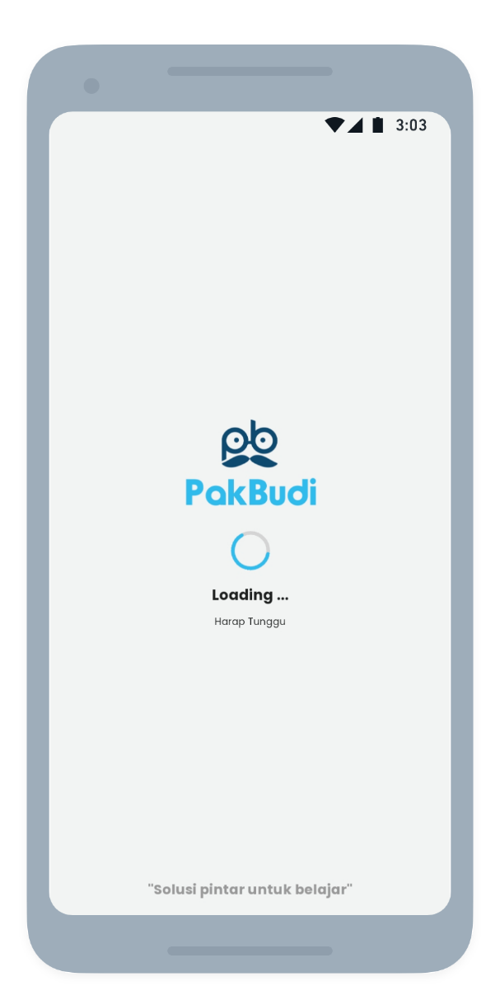 3:03
pb
PakBudi
Loading ...
Harap Tunggu
"Solusi pintar untuk belajar"